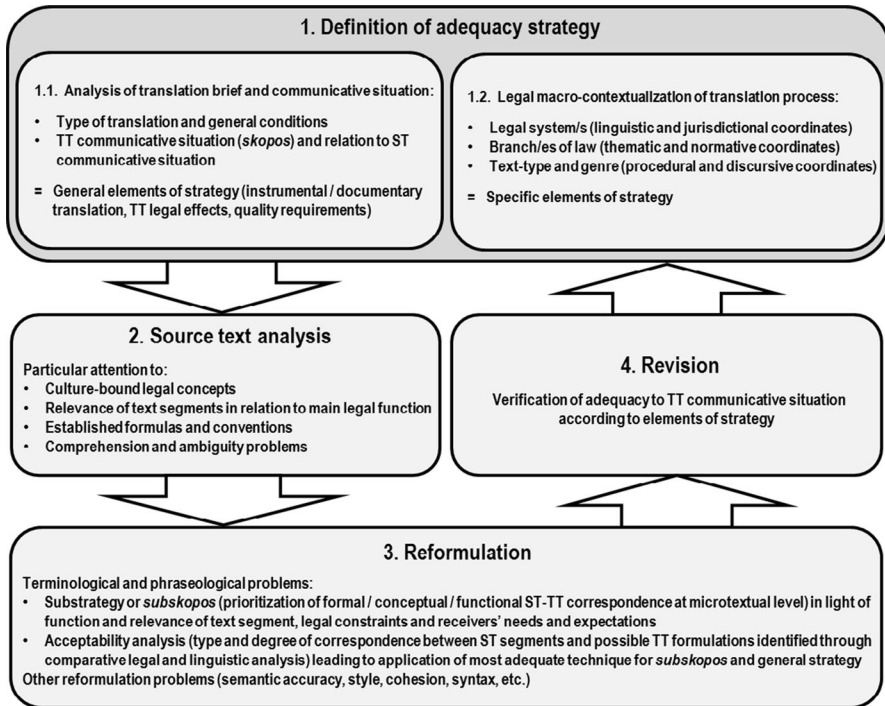 1. Definition of adequacy strategy
1.1. Analysis of translation brief and communicative situation:
• Type of translation and general conditions
• TT communicative situation (skopos) and relation to ST
communicative situation
= General elements of strategy (instrumental / documentary
translation, TT legal effects, quality requirements)
1.2. Legal macro-contextualization of translation process:
• Legal system/s (linguistic and jurisdictional coordinates)
• Branch/es of law (thematic and normative coordinates)
• Text-type and genre (procedural and discursive coordinates)
= Specific elements of strategy
2. Source text analysis
Particular attention to:
• Culture-bound legal concepts
• Relevance of text segments in relation to main legal function
• Established formulas and conventions
• Comprehension and ambiguity problems
4. Revision
Verification of adequacy to TT communicative situation
according to elements of strategy
3. Reformulation
Terminological and phraseological problems:
• Substrategy or subskopos (prioritization of formal / conceptual / functional ST-TT correspondence at microtextual level) in light of
function and relevance of text segment, legal constraints and receivers' needs and expectations
• Acceptability analysis (type and degree of correspondence between ST segments and possible TT formulations identified through
comparative legal and linguistic analysis) leading to application of most adequate technique for subskopos and general strategy
Other reformulation problems (semantic accuracy, style, cohesion, syntax, etc.)